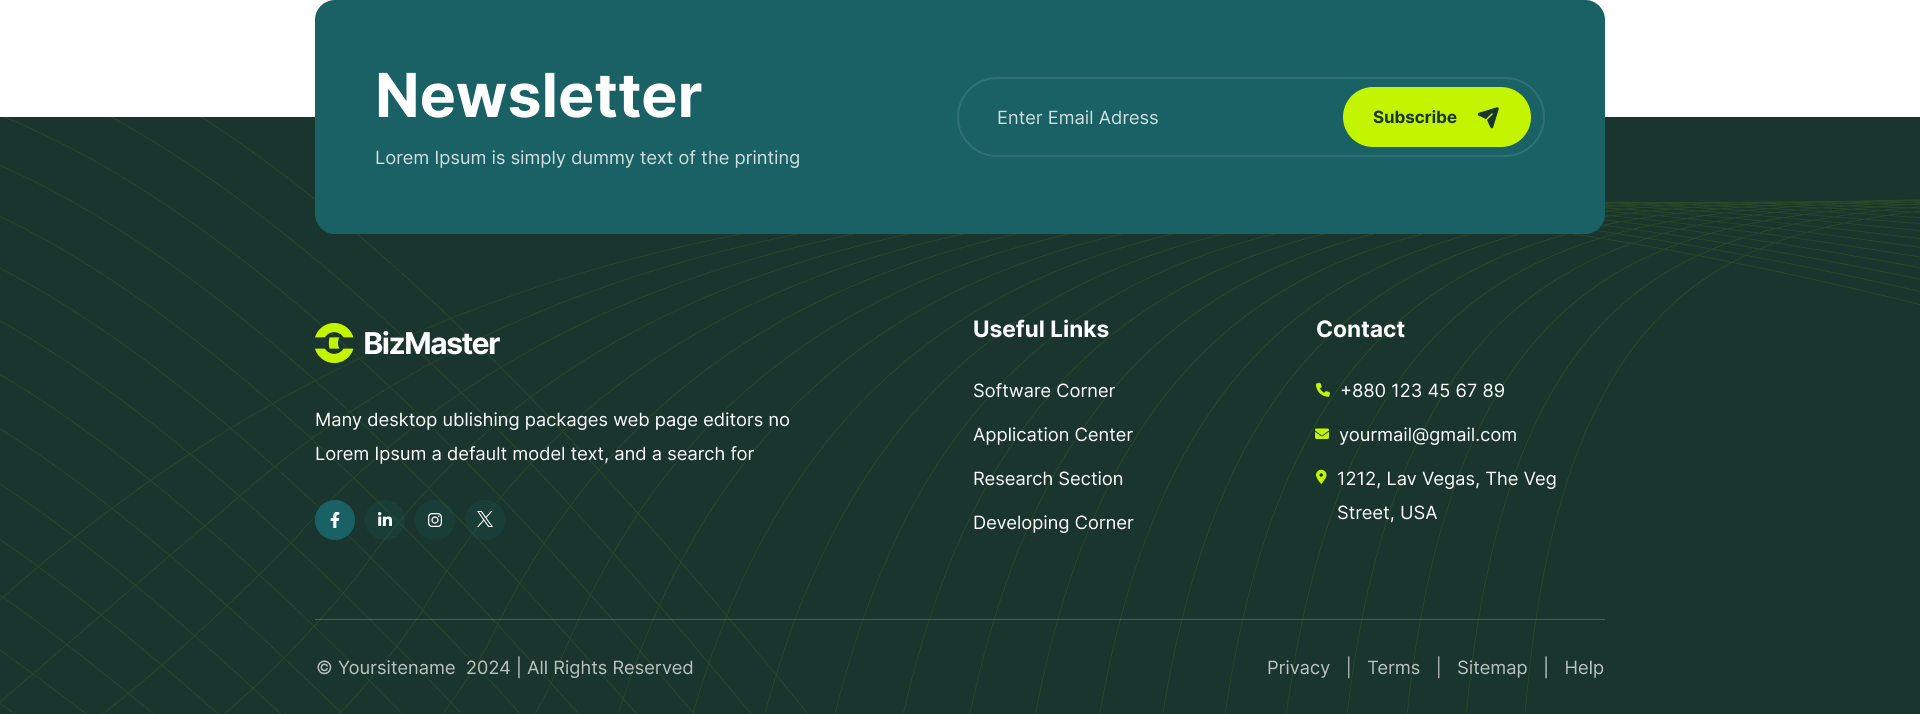 Newsletter
Lorem Ipsum is simply dummy text of the printing
Enter Email Adress
Subscribe
BizMaster
Many desktop ublishing packages web page editors no
Lorem Ipsum a default model text, and a search for
Useful Links
Software Corner
Application Center
Research Section
Developing Corner
Contact
+880 123 45 67 89
yourmail@gmail.com
1212, Lav Vegas, The Veg
Street, USA
© Yoursitename 2024 | All Rights Reserved
Privacy | Terms | Sitemap | Help